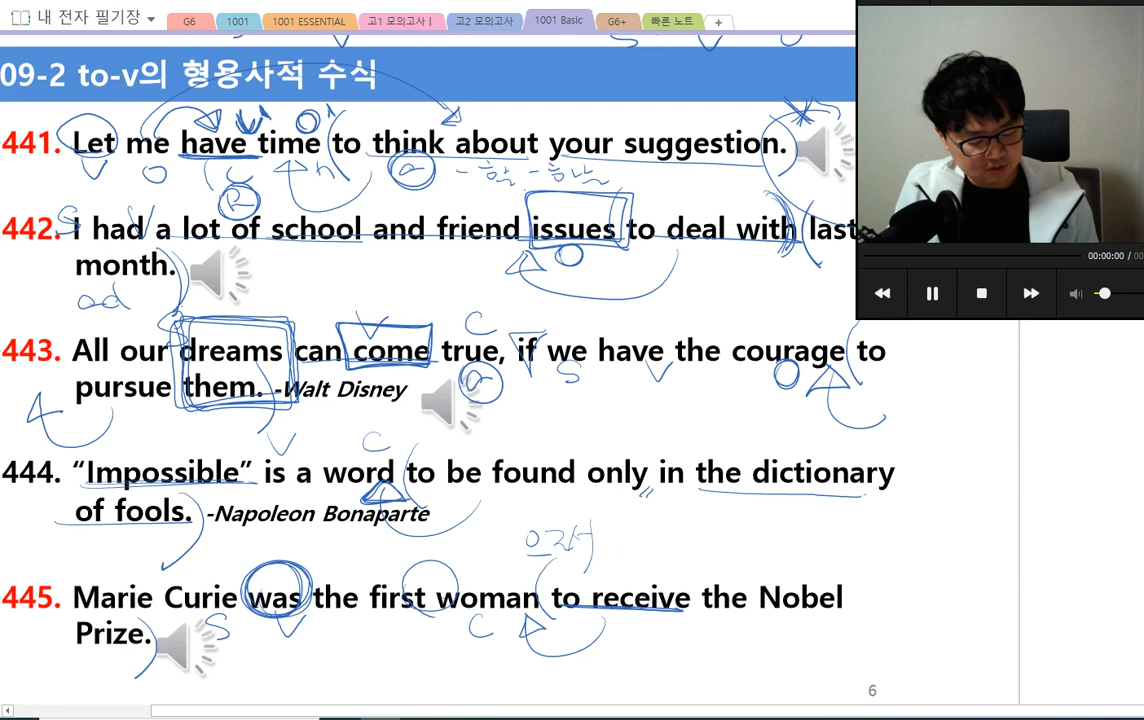 내 전자 필기장
G6
1001
1001 ESSENTIAL
고1 모의고사 I
고2 모의고사
1001 Basic
G6+
빠른 노트
+
09-2 to-v의 형용사적 수식
441. Let me have time to think about your suggestion.
V O V O n a -할 -하는
R
S V
442. I had a lot of school and friend issues to deal with last
month.
ad
O
00:00:00 / 00
S V C
443. All our dreams can come true, if we have the courage to
pursue them. -Walt Disney
a S V O
V C
444. “Impossible” is a word to be found only in the dictionary
of fools. -Napoleon Bonaparte
445. Marie Curie was the first woman to receive the Nobel
Prize.
S V C
6